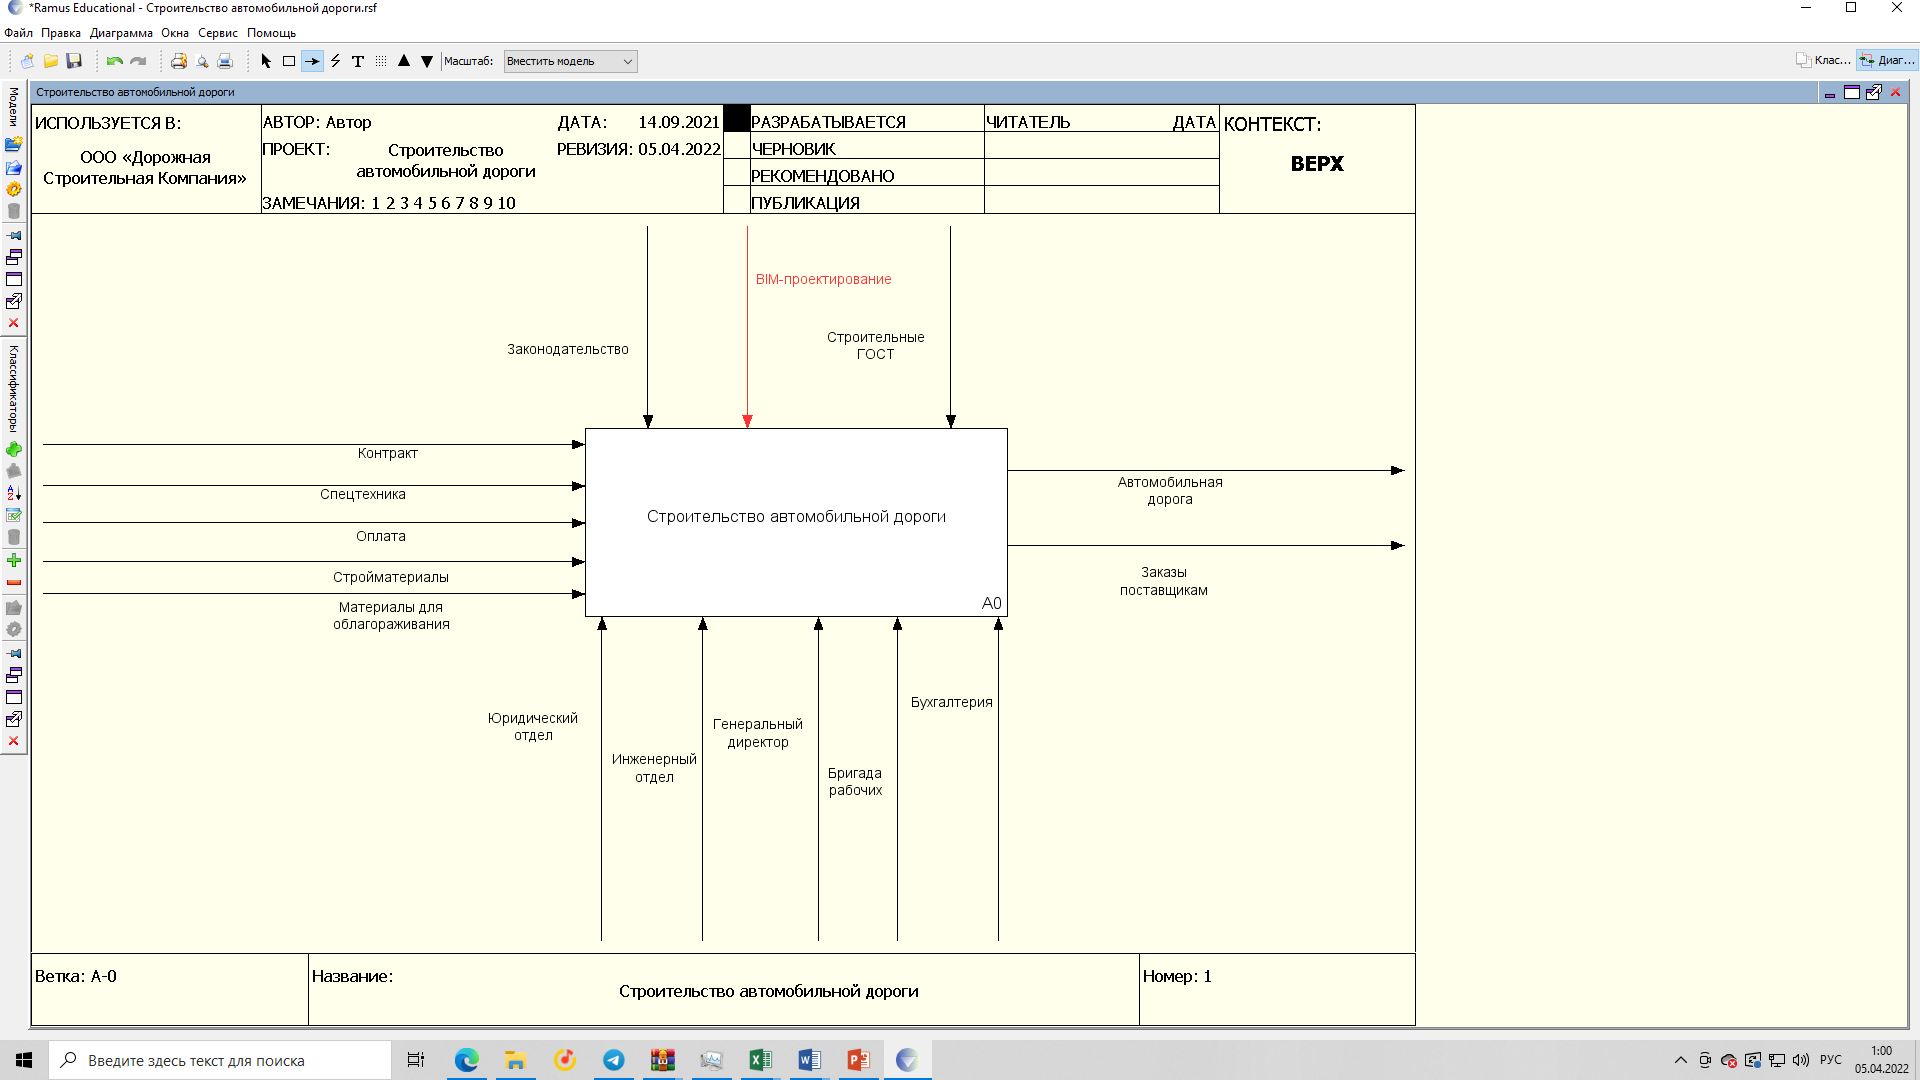 *Ramus Educational - Строительство автомобильной дороги.rsf
Файл Правка Диаграмма Окна Сервис Помощь
Масштаб: Вместить модель
Клас... Диаг...
Модели
Классификаторы
Строительство автомобильной дороги
ИСПОЛЬЗУЕТСЯ В:
ООО «Дорожная
Строительная Компания»
АВТОР: Автор
ДАТА: 14.09.2021
ПРОЕКТ: Строительство
автомобильной дороги
РЕВИЗИЯ: 05.04.2022
ЗАМЕЧАНИЯ: 1 2 3 4 5 6 7 8 9 10
РАЗРАБАТЫВАЕТСЯ
ЧЕРНОВИК
РЕКОМЕНДОВАНО
ПУБЛИКАЦИЯ
ЧИТАТЕЛЬ ДАТА
КОНТЕКСТ:
ВЕРХ
BIM-проектирование
Законодательство
Строительные
ГОСТ
Контракт
Спецтехника
Оплата
Стройматериалы
Материалы для
облагораживания
Строительство автомобильной дороги
A0
Автомобильная
дорога
Заказы
поставщикам
Юридический
отдел
Инженерный
отдел
Генеральный
директор
Бригада
рабочих
Бухгалтерия
Ветка: A-0
Название:
Строительство автомобильной дороги
Номер: 1
Введите здесь текст для поиска
РУС
1:00
05.04.2022